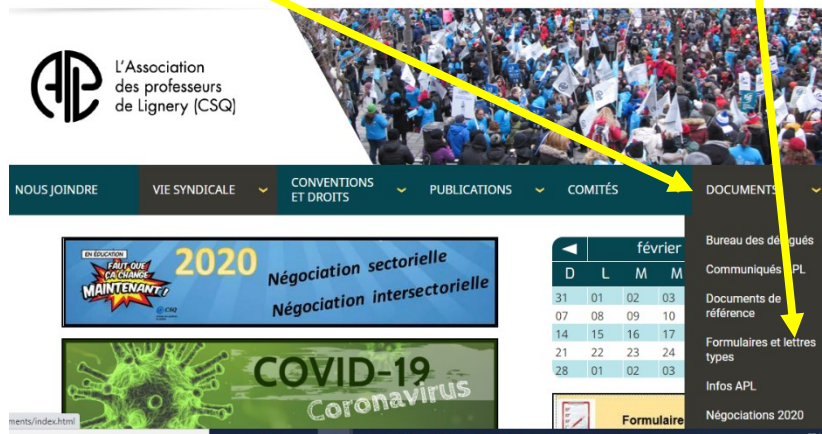 L'Association
des professeurs
de Lignery (CSQ)
NOUS JOINDRE
VIE SYNDICALE
CONVENTIONS
ET DROITS
PUBLICATIONS
COMITÉS
DOCUMENTS
EN ÉDUCATION
FAUT QUE
ÇA CHANGE
MAINTENANT!
CSQ
2020
Négociation sectorielle
Négociation intersectorielle
COVID-19
Coronavirus
février
D L M M
31 01 02 03
07 08 09 10
14 15 16 17
21 22 23 24
28 01 02 03
Formulaire
Bureau des délégués
Communiqués APL
Documents de
référence
Formulaires et lettres
types
Infos APL
Négociations 2020
ments/index.html